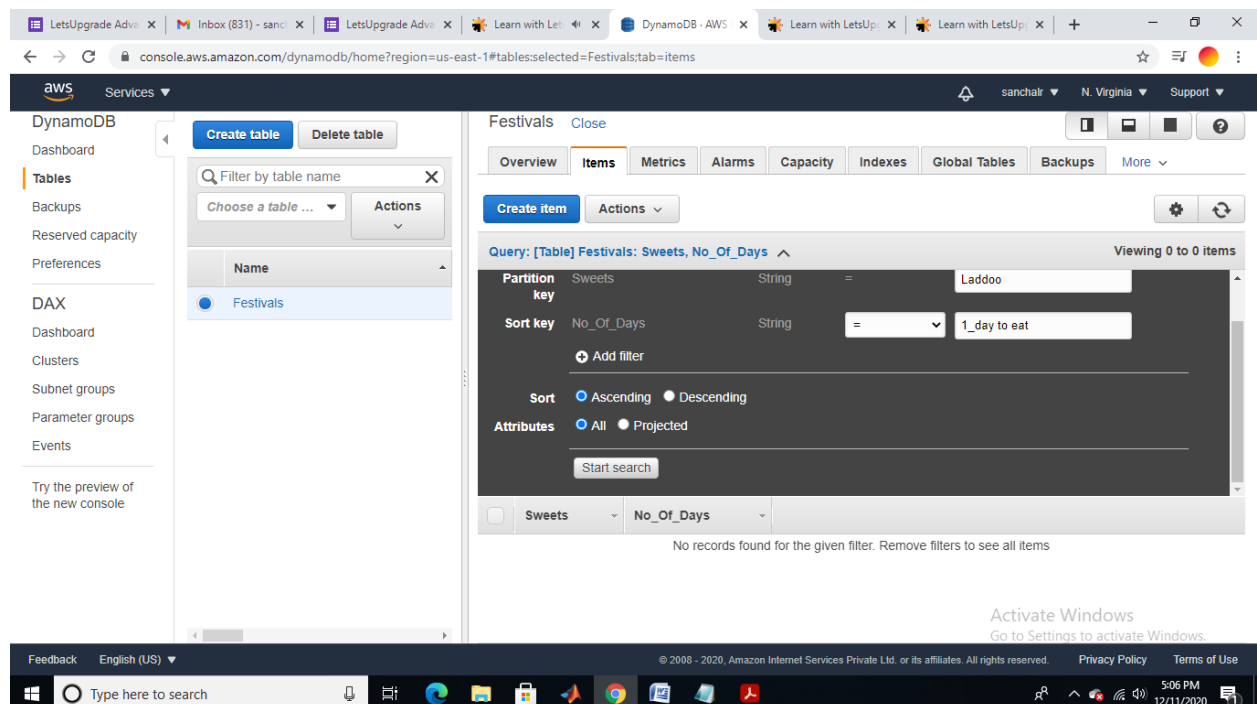 LetsUpgrade Adva
Inbox (831) - sancl
LetsUpgrade Adva
Learn with Let
DynamoDB · AWS
Learn with LetsUpg
Learn with LetsUpg
console.aws.amazon.com/dynamodb/home?region=us-east-1#tables:selected=Festivals;tab=items
aws Services sanchalr N. Virginia Support
DynamoDB
Dashboard
Tables
Backups
Reserved capacity
Preferences
DAX
Dashboard
Clusters
Subnet groups
Parameter groups
Events
Try the preview of
the new console
Create table Delete table
Filter by table name
Choose a table ... Actions
Name
Festivals
Festivals Close
Overview Items Metrics Alarms Capacity Indexes Global Tables Backups More
Create item Actions
Query: [Table] Festivals: Sweets, No_Of_Days Viewing 0 to 0 items
Partition Sweets String = Laddoo
key
Sort key No_Of_Days String = 1_day to eat
Add filter
Sort Ascending Descending
Attributes All Projected
Start search
Sweets No_Of_Days
No records found for the given filter. Remove filters to see all items
Activate Windows
Go to Settings to activate Windows.
Feedback English (US) © 2008 - 2020, Amazon Internet Services Private Ltd. or its affiliates. All rights reserved. Privacy Policy Terms of Use
Type here to search
5:06 PM
12/11/2020